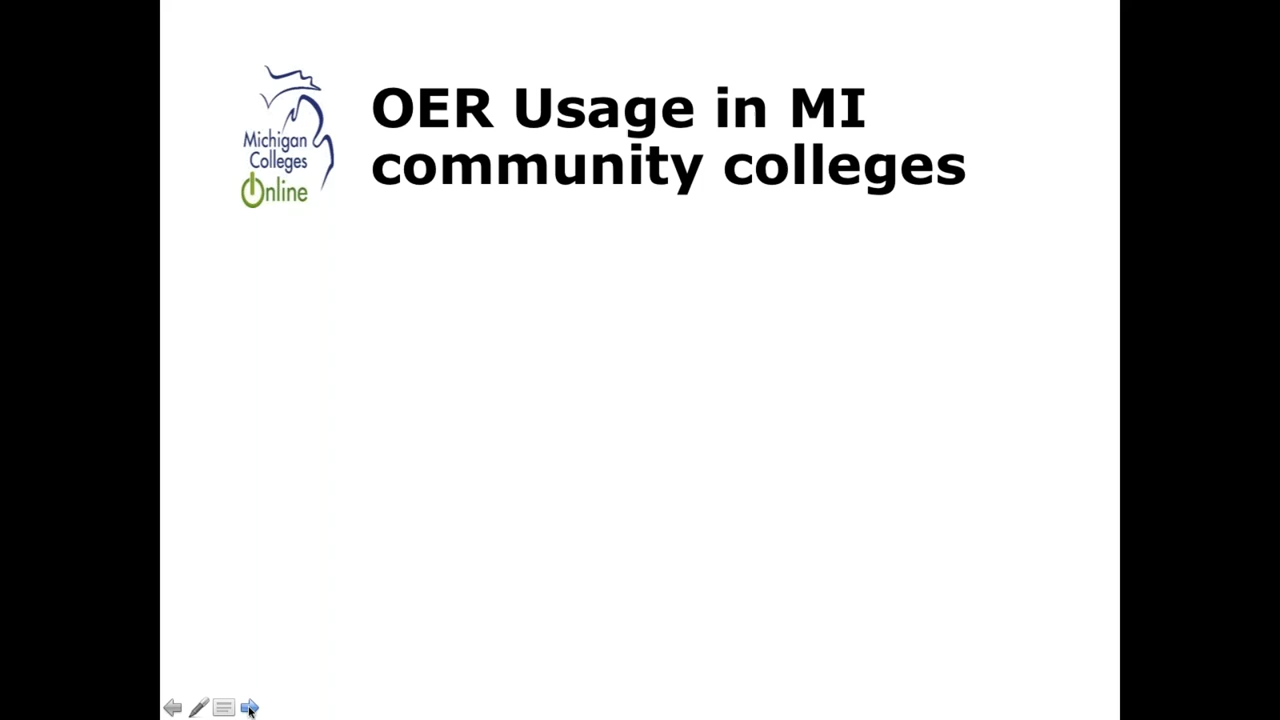 OER Usage in MI
community colleges
Michigan
Colleges
Online